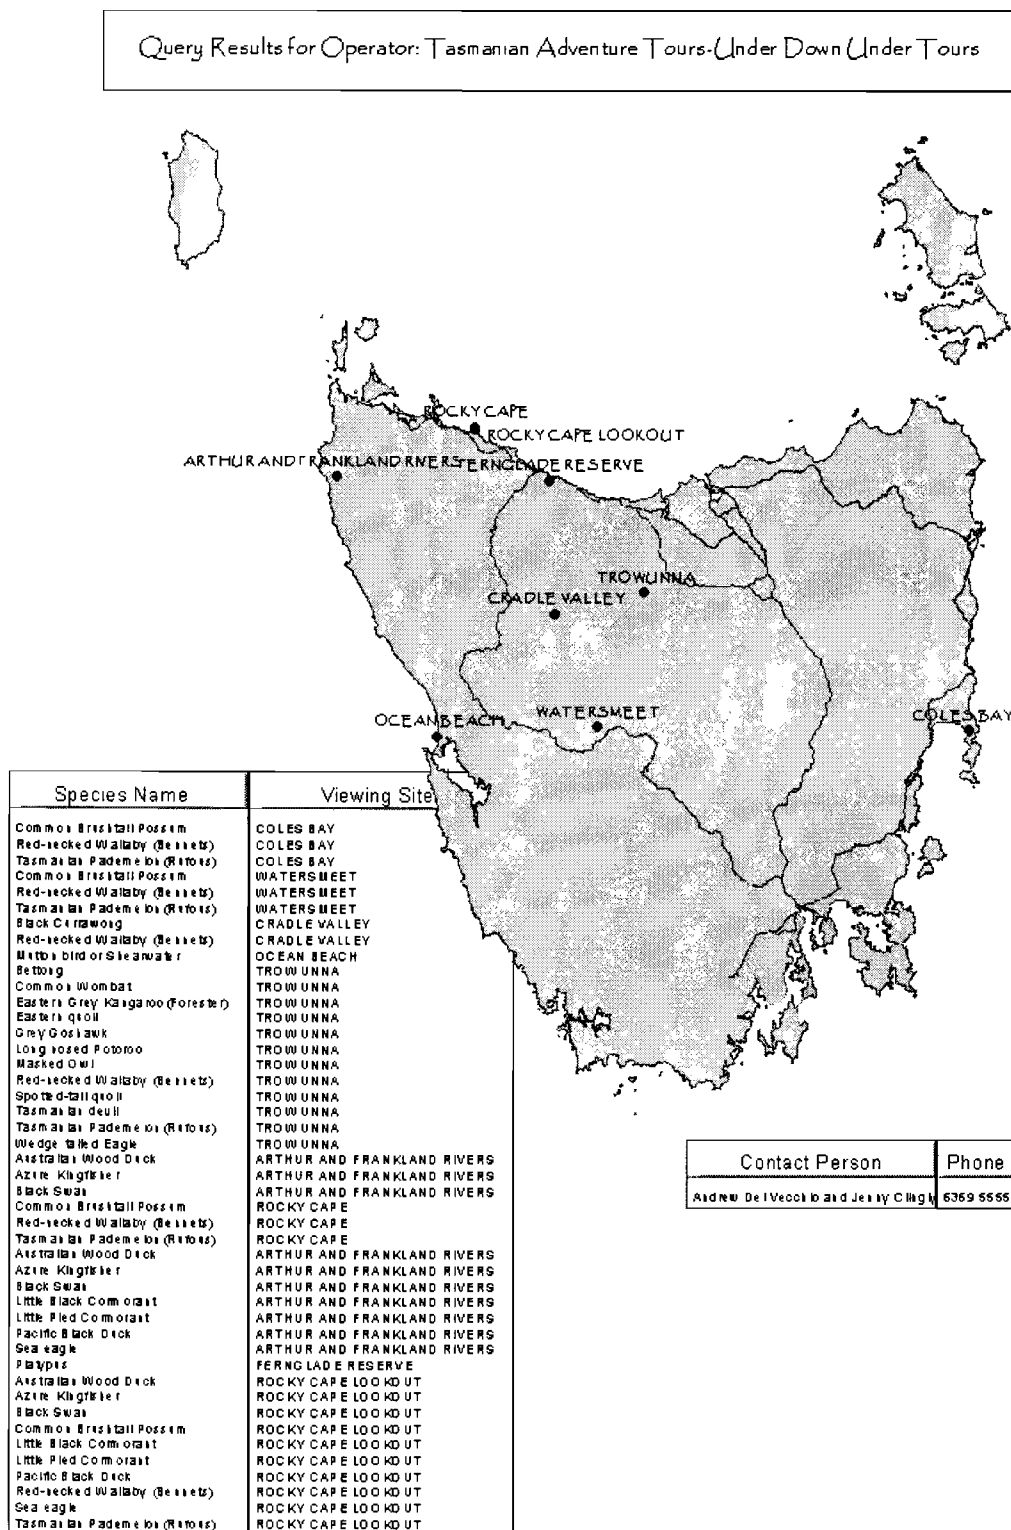 Query Results for Operator: Tasmanian Adventure Tours-Under Down Under Tours
ROCKY CAPE
ROCKY CAPE LOOKOUT
ARTHUR AND FRANKLAND RIVERS
FERNGLADE RESERVE
TROWUNNA
CRADLE VALLEY
OCEAN BEACH
WATERSMEET
COLES BAY
Species Name Viewing Site
Common Brushtail Possum COLES BAY
Red-necked Wallaby (Bennets) COLES BAY
Tasmanian Pademelon (Rufous) COLES BAY
Common Brushtail Possum WATERSMEET
Red-necked Wallaby (Bennets) WATERSMEET
Tasmanian Pademelon (Rufous) WATERSMEET
Black Currawong CRADLE VALLEY
Red-necked Wallaby (Bennets) CRADLE VALLEY
Mutton bird or Shearwater OCEAN BEACH
Bettong TROWUNNA
Common Wombat TROWUNNA
Eastern Grey Kangaroo (Forester) TROWUNNA
Eastern quoll TROWUNNA
Grey Goshawk TROWUNNA
Long nosed Potoroo TROWUNNA
Masked Owl TROWUNNA
Red-necked Wallaby (Bennets) TROWUNNA
Spotted-tail quoll TROWUNNA
Tasmanian devil TROWUNNA
Tasmanian Pademelon (Rufous) TROWUNNA
Wedge tailed Eagle TROWUNNA
Australian Wood Duck ARTHUR AND FRANKLAND RIVERS
Azure Kingfisher ARTHUR AND FRANKLAND RIVERS
Black Swan ARTHUR AND FRANKLAND RIVERS
Common Brushtail Possum ROCKY CAPE
Red-necked Wallaby (Bennets) ROCKY CAPE
Tasmanian Pademelon (Rufous) ROCKY CAPE
Australian Wood Duck ARTHUR AND FRANKLAND RIVERS
Azure Kingfisher ARTHUR AND FRANKLAND RIVERS
Black Swan ARTHUR AND FRANKLAND RIVERS
Little Black Cormorant ARTHUR AND FRANKLAND RIVERS
Little Pied Cormorant ARTHUR AND FRANKLAND RIVERS
Pacific Black Duck ARTHUR AND FRANKLAND RIVERS
Sea eagle ARTHUR AND FRANKLAND RIVERS
Platypus FERNGLADE RESERVE
Australian Wood Duck ROCKY CAPE LOOKOUT
Azure Kingfisher ROCKY CAPE LOOKOUT
Black Swan ROCKY CAPE LOOKOUT
Common Brushtail Possum ROCKY CAPE LOOKOUT
Little Black Cormorant ROCKY CAPE LOOKOUT
Little Pied Cormorant ROCKY CAPE LOOKOUT
Pacific Black Duck ROCKY CAPE LOOKOUT
Red-necked Wallaby (Bennets) ROCKY CAPE LOOKOUT
Sea eagle ROCKY CAPE LOOKOUT
Tasmanian Pademelon (Rufous) ROCKY CAPE LOOKOUT
Contact Person Phone
Andrew Del Vecchio and Jenny 6369 5555